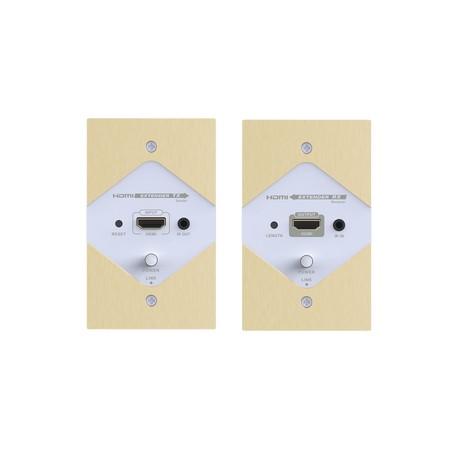 HDMI EXTENDER TX
Sender
INPUT
RESET
HDMI
IR OUT
POWER
LINK
HDMI EXTENDER RX
Receiver
OUTPUT
LENGTH
HDMI
IR IN
POWER
LINK